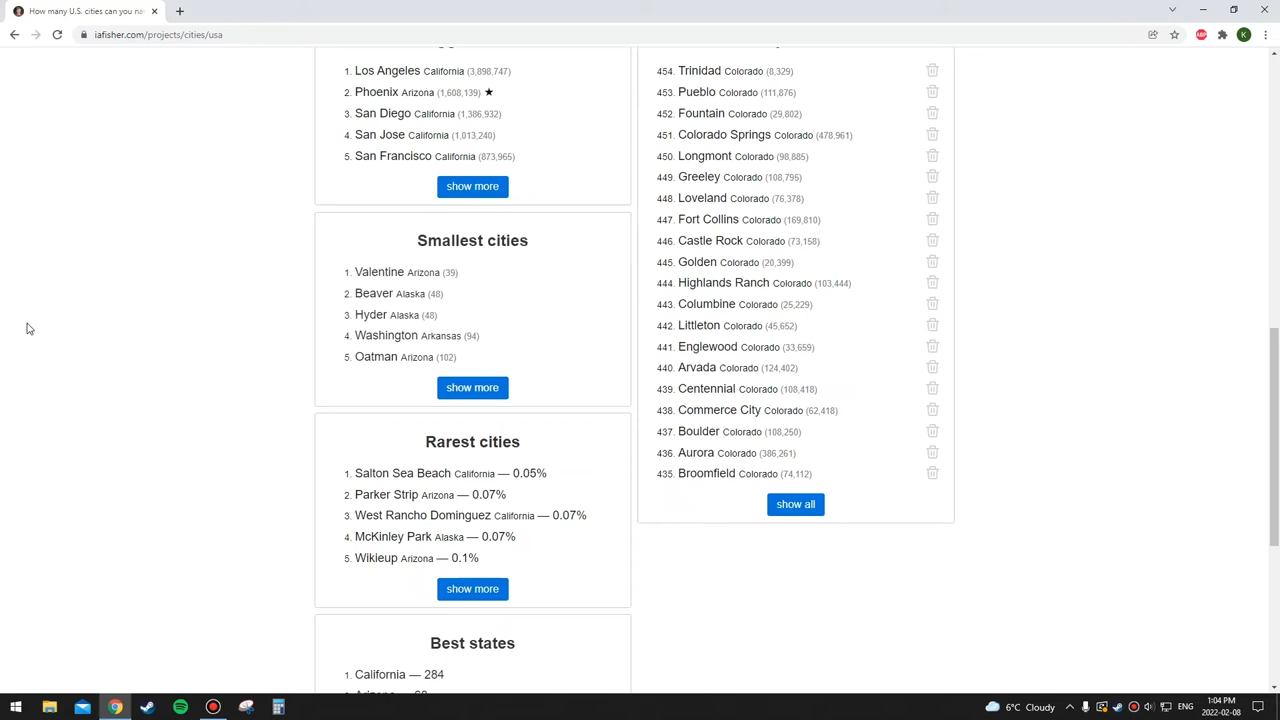 How many U.S. cities can you na
iafisher.com/projects/cities/usa
ABP
K
1. Los Angeles California (3,898,747)
2. Phoenix Arizona (1,608,139) ★
3. San Diego California (1,386,932)
4. San Jose California (1,013,240)
5. San Francisco California (873,965)
show more
Smallest cities
1. Valentine Arizona (39)
2. Beaver Alaska (48)
3. Hyder Alaska (48)
4. Washington Arkansas (94)
5. Oatman Arizona (102)
show more
Rarest cities
1. Salton Sea Beach California — 0.05%
2. Parker Strip Arizona — 0.07%
3. West Rancho Dominguez California — 0.07%
4. McKinley Park Alaska — 0.07%
5. Wikieup Arizona — 0.1%
show more
Best states
1. California — 284
454. Trinidad Colorado (8,329)
453. Pueblo Colorado (111,876)
452. Fountain Colorado (29,802)
451. Colorado Springs Colorado (478,961)
450. Longmont Colorado (98,885)
449. Greeley Colorado (108,795)
448. Loveland Colorado (76,378)
447. Fort Collins Colorado (169,810)
446. Castle Rock Colorado (73,158)
445. Golden Colorado (20,399)
444. Highlands Ranch Colorado (103,444)
443. Columbine Colorado (25,229)
442. Littleton Colorado (45,652)
441. Englewood Colorado (33,659)
440. Arvada Colorado (124,402)
439. Centennial Colorado (108,418)
438. Commerce City Colorado (62,418)
437. Boulder Colorado (108,250)
436. Aurora Colorado (386,261)
435. Broomfield Colorado (74,112)
show all
6°C Cloudy
ENG
1:04 PM
2022-02-08